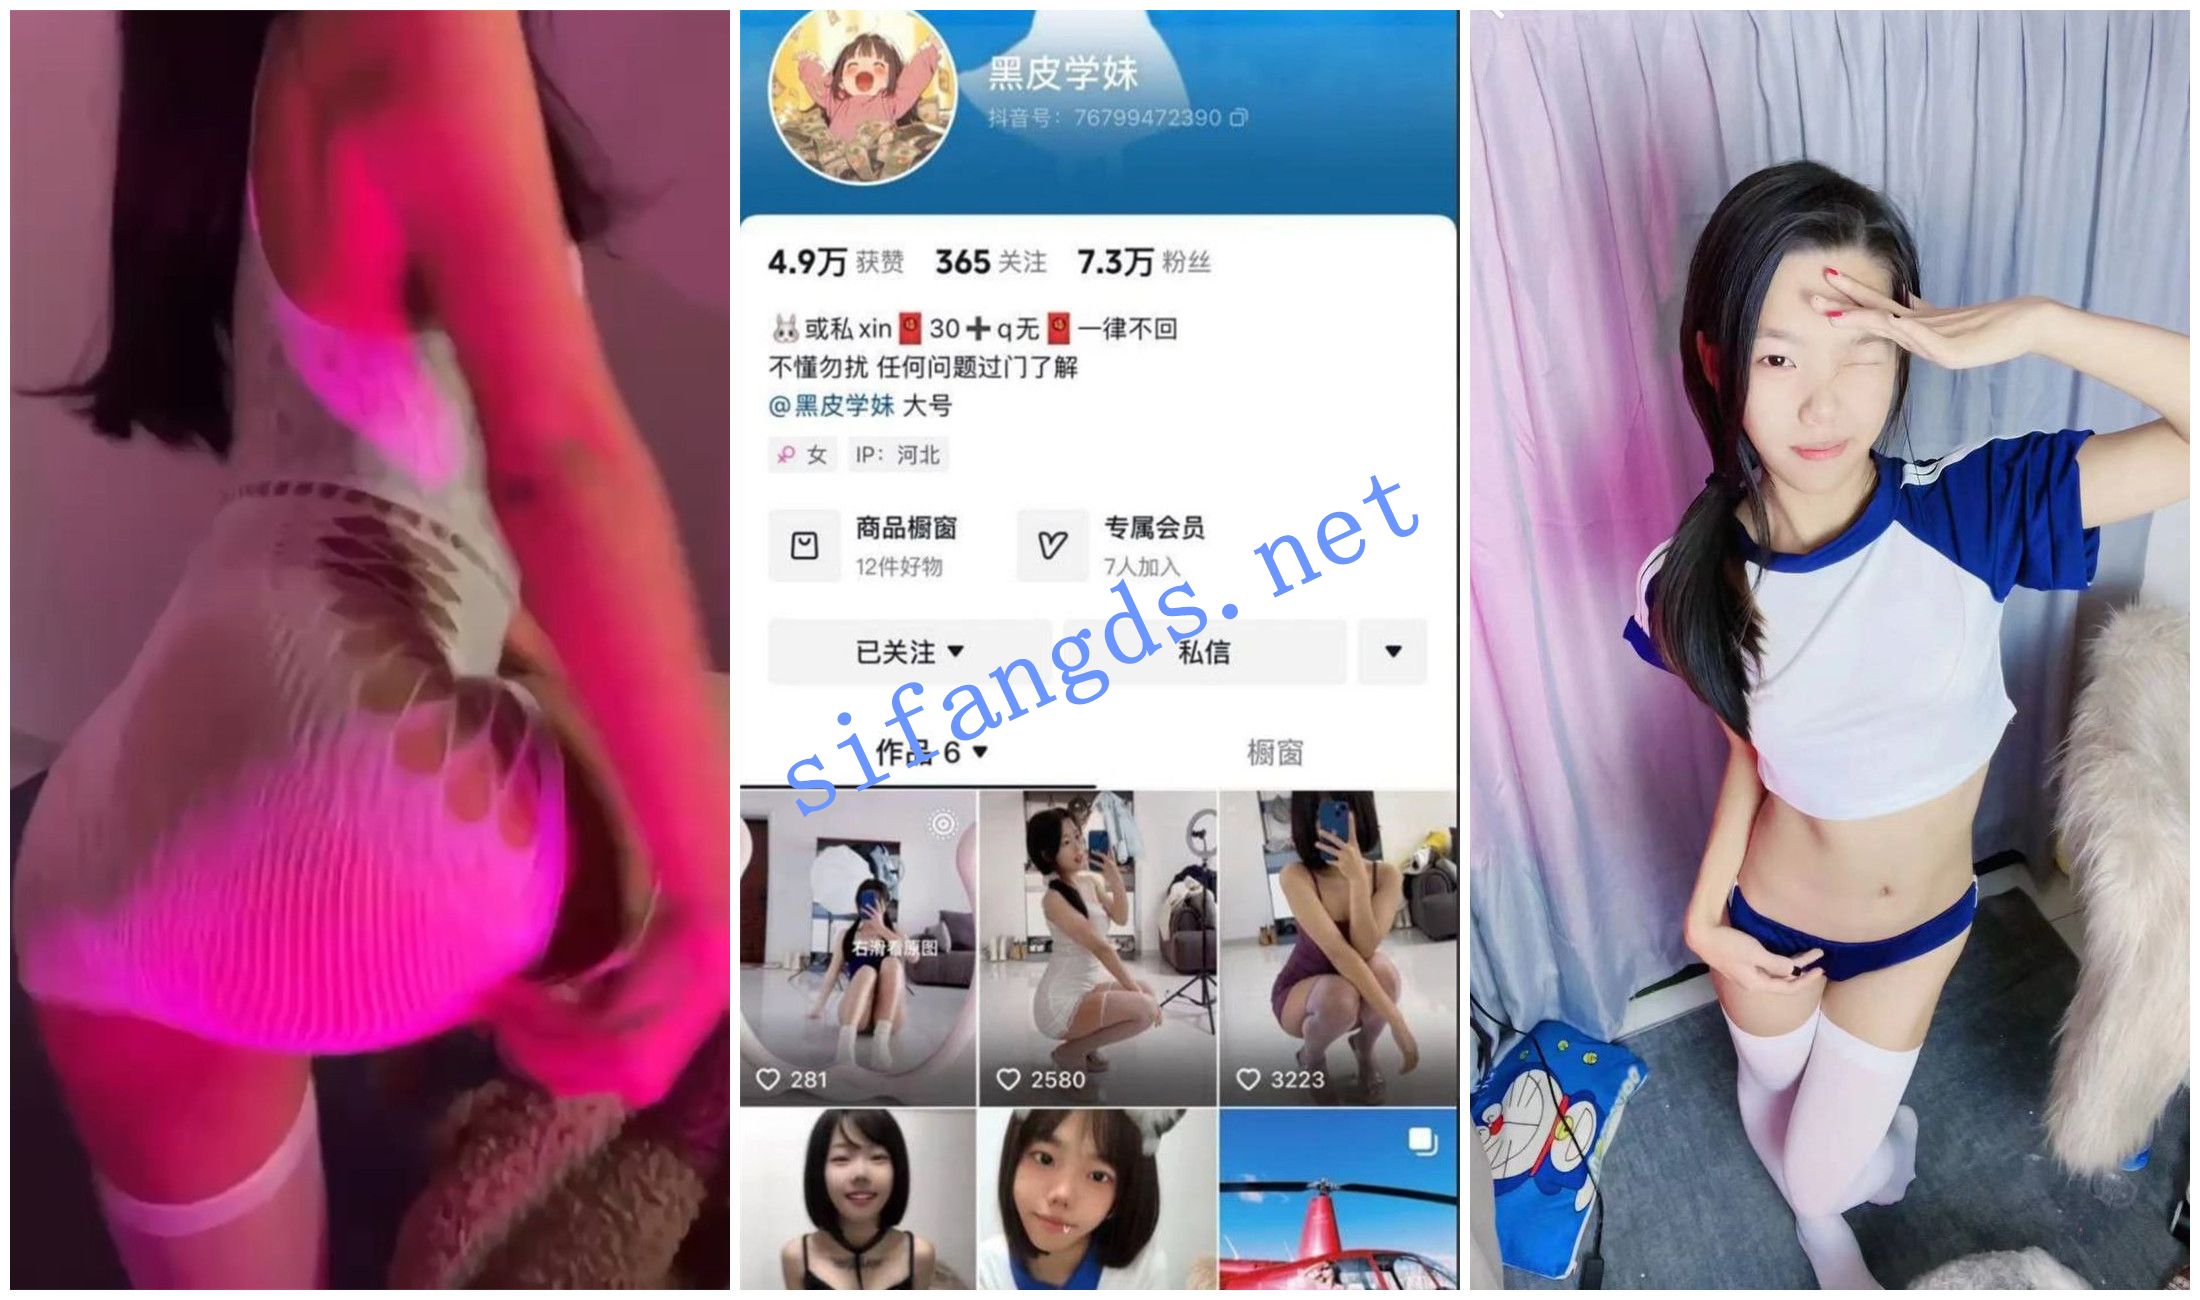 黑皮学妹
抖音号：76799472390
4.9万 获赞 365 关注 7.3万 粉丝
🐰或私xin🧧30➕q无🧧一律不回
不懂勿扰 任何问题过门了解
@黑皮学妹 大号
女 IP：河北
商品橱窗
12件好物
专属会员
7人加入
已关注 私信
作品 6 橱窗
右滑看原图
281 2580 3223
sifangds.net